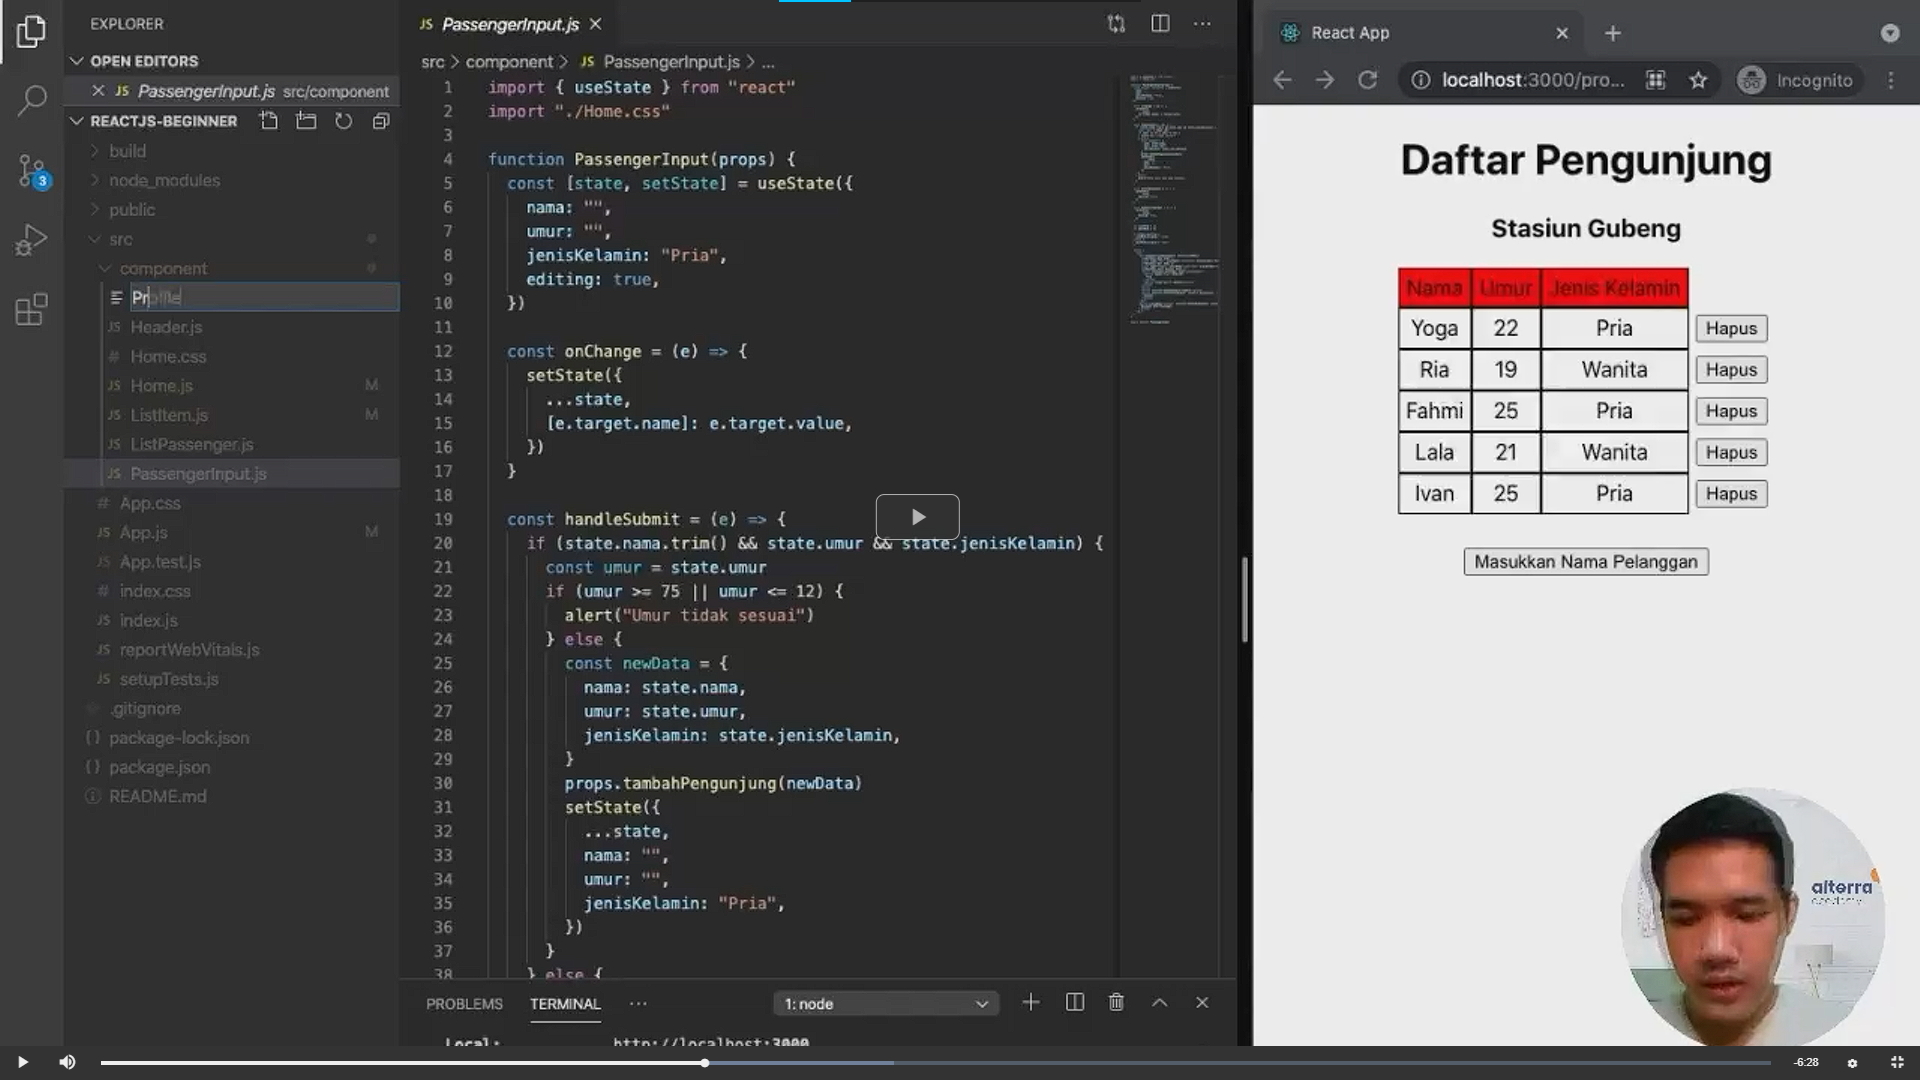 EXPLORER
OPEN EDITORS
PassengerInput.js src/component
REACTJS-BEGINNER
build
node_modules
public
src
component
Header.js
Home.css
Home.js M
ListItem.js M
ListPassenger.js
PassengerInput.js
App.css
App.js M
App.test.js
index.css
index.js
reportWebVitals.js
setupTests.js
.gitignore
package-lock.json
package.json
README.md
3
JS PassengerInput.js
src > component > JS PassengerInput.js > ...
1 import { useState } from "react"
2 import "./Home.css"
3
4 function PassengerInput(props) {
5 const [state, setState] = useState({
6 nama: "",
7 umur: "",
8 jenisKelamin: "Pria",
9 editing: true,
10 })
11
12 const onChange = (e) => {
13 setState({
14 ...state,
15 [e.target.name]: e.target.value,
16 })
17 }
18
19 const handleSubmit = (e) => {
20 if (state.nama.trim() && state.umur && state.jenisKelamin) {
21 const umur = state.umur
22 if (umur >= 75 || umur <= 12) {
23 alert("Umur tidak sesuai")
24 } else {
25 const newData = {
26 nama: state.nama,
27 umur: state.umur,
28 jenisKelamin: state.jenisKelamin,
29 }
30 props.tambahPengunjung(newData)
31 setState({
32 ...state,
33 nama: "",
34 umur: "",
35 jenisKelamin: "Pria",
36 })
37 }
38 } else {
PROBLEMS TERMINAL ... 1: node
Local: http://localhost:3000
React App
localhost:3000/pro... Incognito
Daftar Pengunjung
Stasiun Gubeng
Nama Umur Jenis Kelamin
Yoga 22 Pria Hapus
Ria 19 Wanita Hapus
Fahmi 25 Pria Hapus
Lala 21 Wanita Hapus
Ivan 25 Pria Hapus
Masukkan Nama Pelanggan
alterra
academy
-6:28